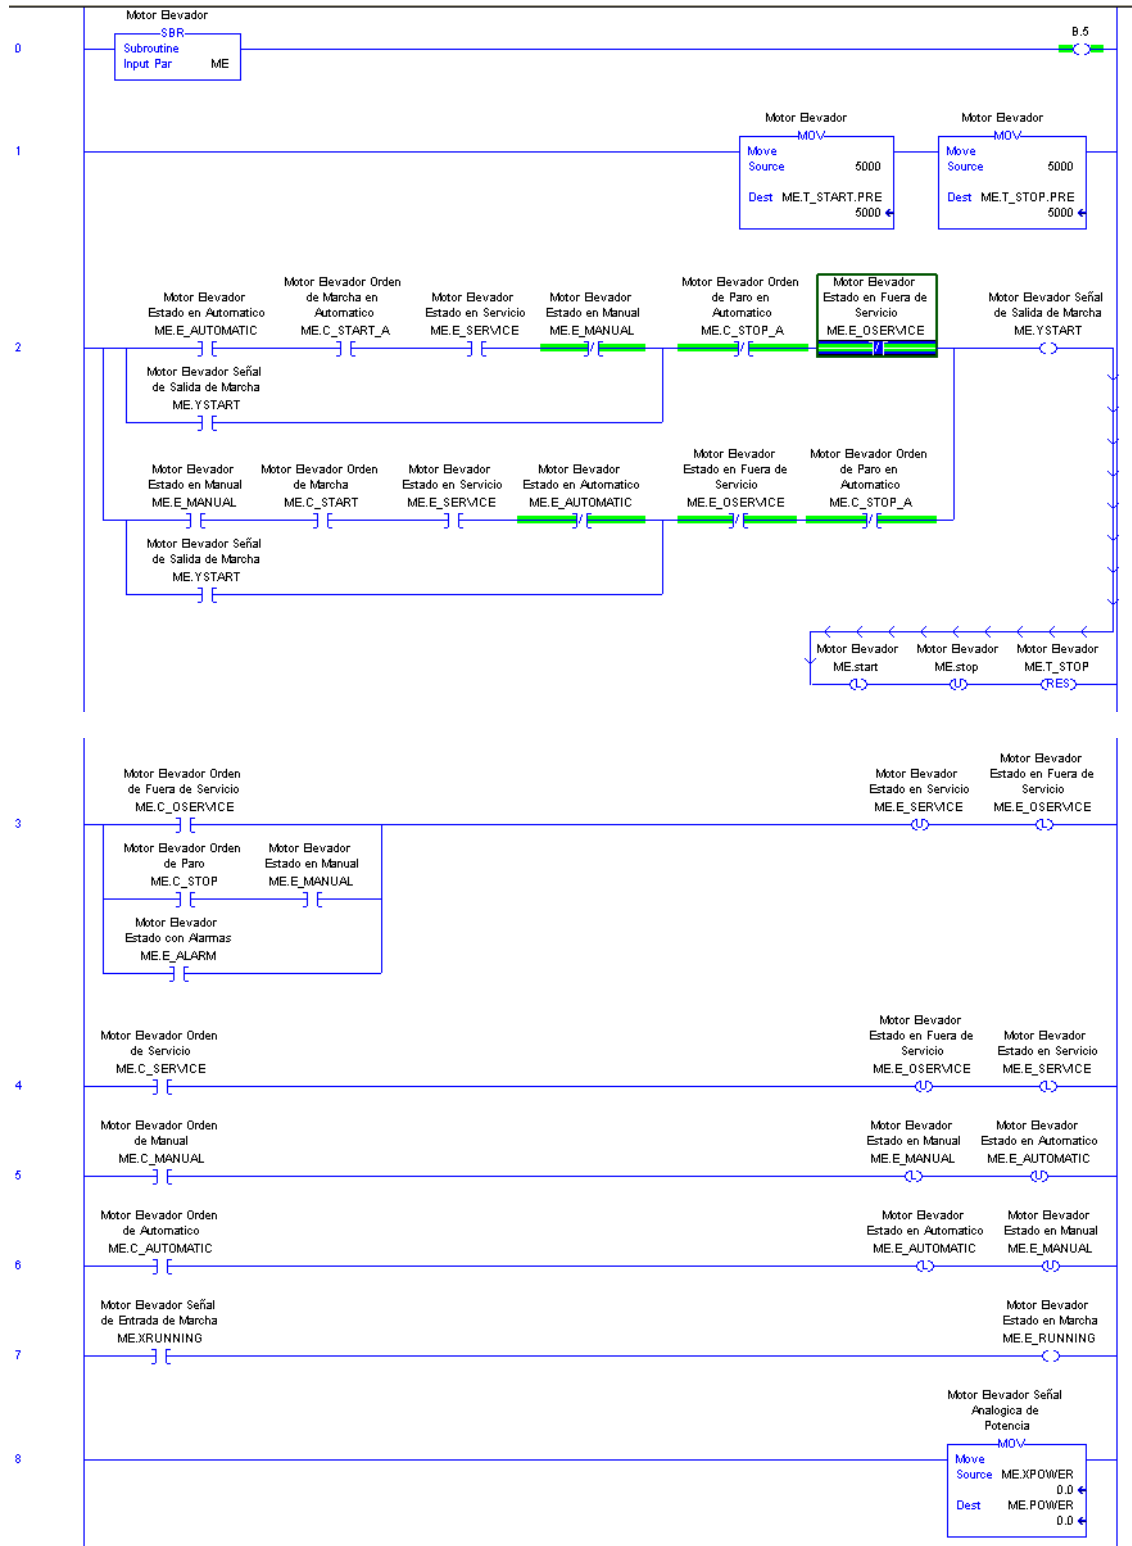 Motor Elevador
SBR
0
Subroutine
Input Par ME
B.5
Motor Elevador
MOV
Move
Source 5000
Dest ME.T_START.PRE
5000
Motor Elevador
MOV
Move
Source 5000
Dest ME.T_STOP.PRE
5000
1
Motor Elevador
Estado en Automatico
ME.E_AUTOMATIC
Motor Elevador Orden
de Marcha en
Automatico
ME.C_START_A
Motor Elevador
Estado en Servicio
ME.E_SERVICE
Motor Elevador
Estado en Manual
ME.E_MANUAL
Motor Elevador Orden
de Paro en
Automatico
ME.C_STOP_A
Motor Elevador
Estado en Fuera de
Servicio
ME.E_OSERVICE
Motor Elevador Señal
de Salida de Marcha
ME.YSTART
2
Motor Elevador Señal
de Salida de Marcha
ME.YSTART
Motor Elevador
Estado en Manual
ME.E_MANUAL
Motor Elevador Orden
de Marcha
ME.C_START
Motor Elevador
Estado en Servicio
ME.E_SERVICE
Motor Elevador
Estado en Automatico
ME.E_AUTOMATIC
Motor Elevador
Estado en Fuera de
Servicio
ME.E_OSERVICE
Motor Elevador Orden
de Paro en
Automatico
ME.C_STOP_A
2
Motor Elevador Señal
de Salida de Marcha
ME.YSTART
Motor Elevador
ME.start
L
Motor Elevador
ME.stop
U
Motor Elevador
ME.T_STOP
RES
Motor Elevador Orden
de Fuera de Servicio
ME.C_OSERVICE
Motor Elevador
Estado en Servicio
ME.E_SERVICE
U
Motor Elevador
Estado en Fuera de
Servicio
ME.E_OSERVICE
L
3
Motor Elevador Orden
de Paro
ME.C_STOP
Motor Elevador
Estado en Manual
ME.E_MANUAL
Motor Elevador
Estado con Alarmas
ME.E_ALARM
Motor Elevador Orden
de Servicio
ME.C_SERVICE
Motor Elevador
Estado en Fuera de
Servicio
ME.E_OSERVICE
U
Motor Elevador
Estado en Servicio
ME.E_SERVICE
L
4
Motor Elevador Orden
de Manual
ME.C_MANUAL
Motor Elevador
Estado en Manual
ME.E_MANUAL
L
Motor Elevador
Estado en Automatico
ME.E_AUTOMATIC
U
5
Motor Elevador Orden
de Automatico
ME.C_AUTOMATIC
Motor Elevador
Estado en Automatico
ME.E_AUTOMATIC
L
Motor Elevador
Estado en Manual
ME.E_MANUAL
U
6
Motor Elevador Señal
de Entrada de Marcha
ME.XRUNNING
Motor Elevador
Estado en Marcha
ME.E_RUNNING
7
Motor Elevador Señal
Analogica de
Potencia
MOV
8
Move
Source ME.XPOWER
0.0
Dest ME.POWER
0.0